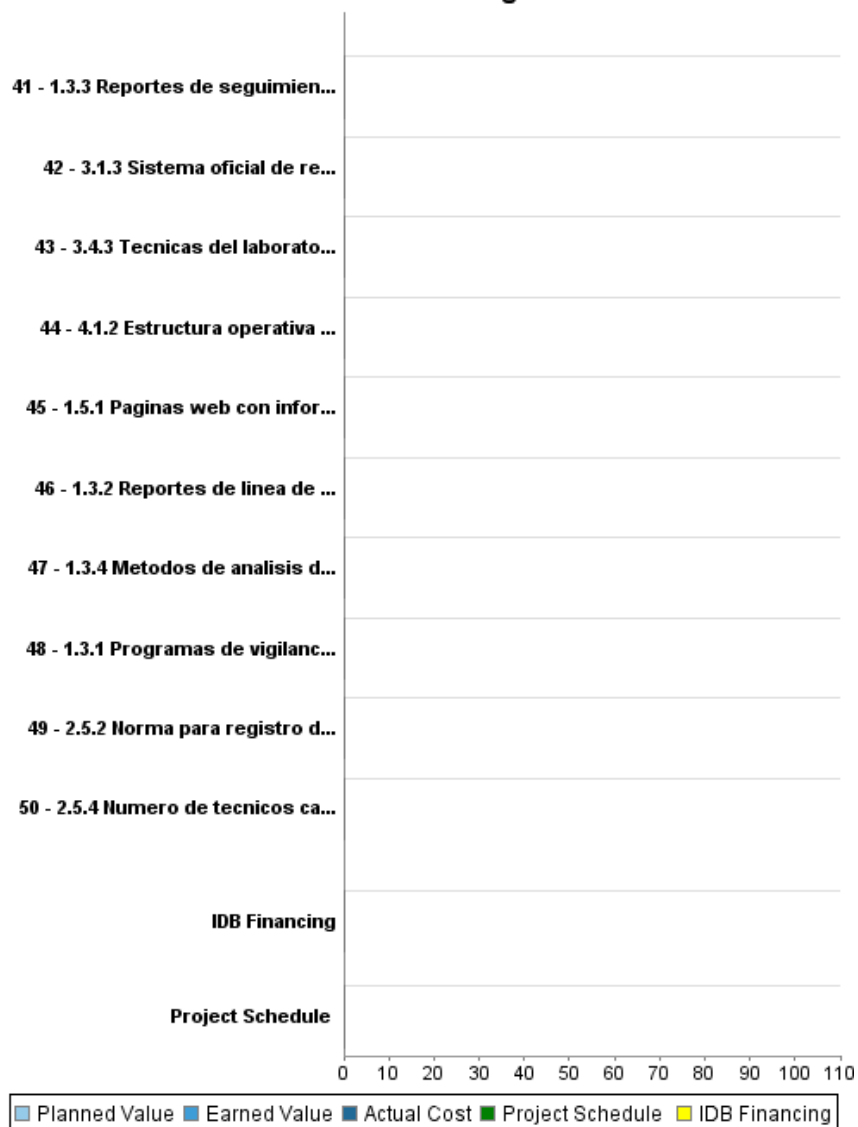 41 - 1.3.3 Reportes de seguimien...
42 - 3.1.3 Sistema oficial de re...
43 - 3.4.3 Tecnicas del laborato...
44 - 4.1.2 Estructura operativa ...
45 - 1.5.1 Paginas web con infor...
46 - 1.3.2 Reportes de linea de ...
47 - 1.3.4 Metodos de analisis d...
48 - 1.3.1 Programas de vigilanc...
49 - 2.5.2 Norma para registro d...
50 - 2.5.4 Numero de tecnicos ca...
IDB Financing
Project Schedule
0 10 20 30 40 50 60 70 80 90 100 110
Planned Value Earned Value Actual Cost Project Schedule IDB Financing